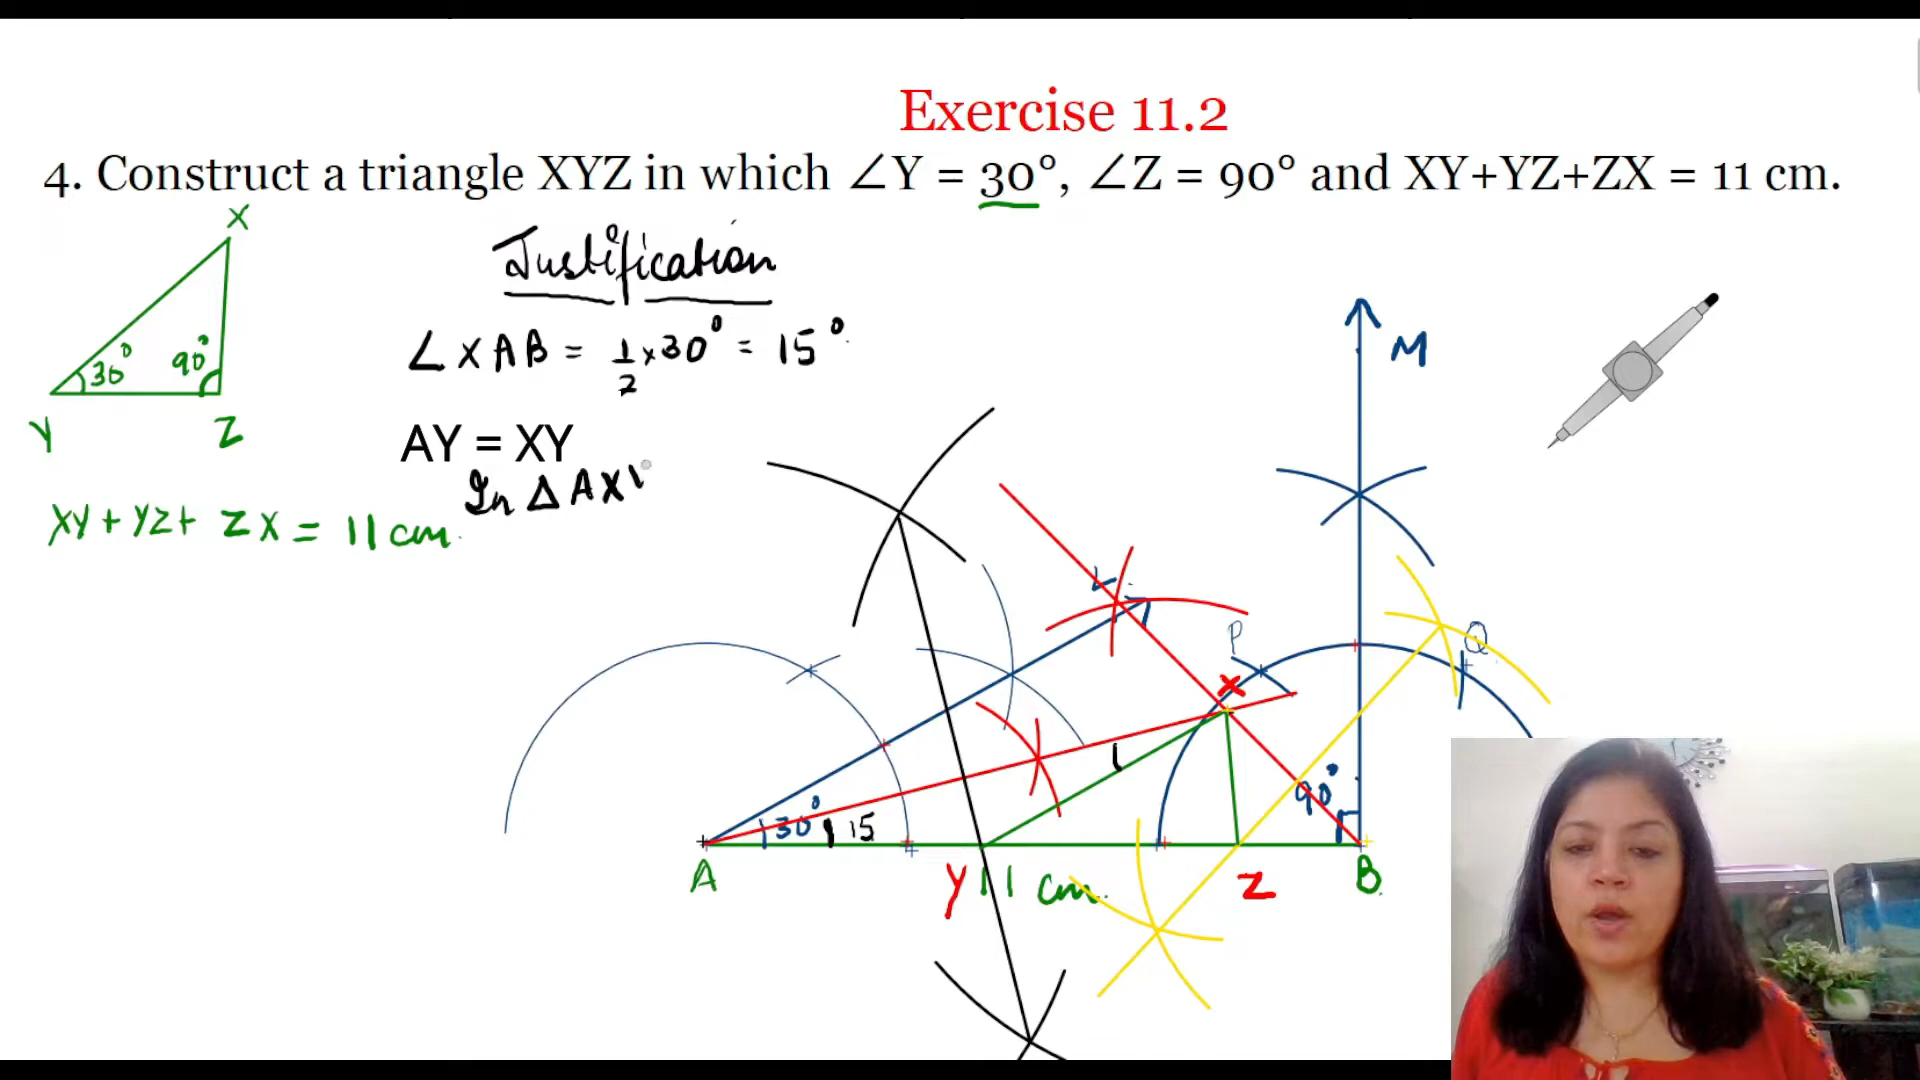 Exercise 11.2
4. Construct a triangle XYZ in which ∠Y = 30°, ∠Z = 90° and XY+YZ+ZX = 11 cm.
X
30°
90°
Y
Z
XY + YZ + ZX = 11 cm.
Justification
∠XAB = 1/2 × 30° = 15°
AY = XY
In Δ AX
M
L
P
Q
X
90°
30°
15
A
Y
11 cm.
Z
B